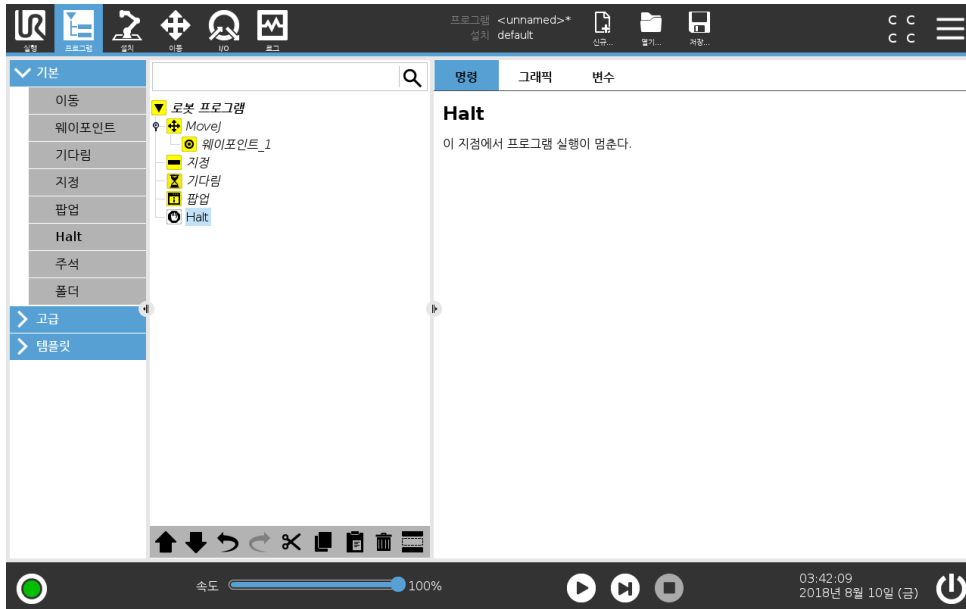 UR
실행
프로그램
설치
이동
I/O
로그
프로그램 <unnamed>*
설치 default
신규...
열기...
저장...
C C
C C
기본
이동
웨이포인트
기다림
지정
팝업
Halt
주석
폴더
고급
템플릿
로봇 프로그램
MoveJ
웨이포인트_1
지정
기다림
팝업
Halt
명령 그래픽 변수
Halt
이 지점에서 프로그램 실행이 멈춘다.
속도 100%
03:42:09
2018년 8월 10일 (금)